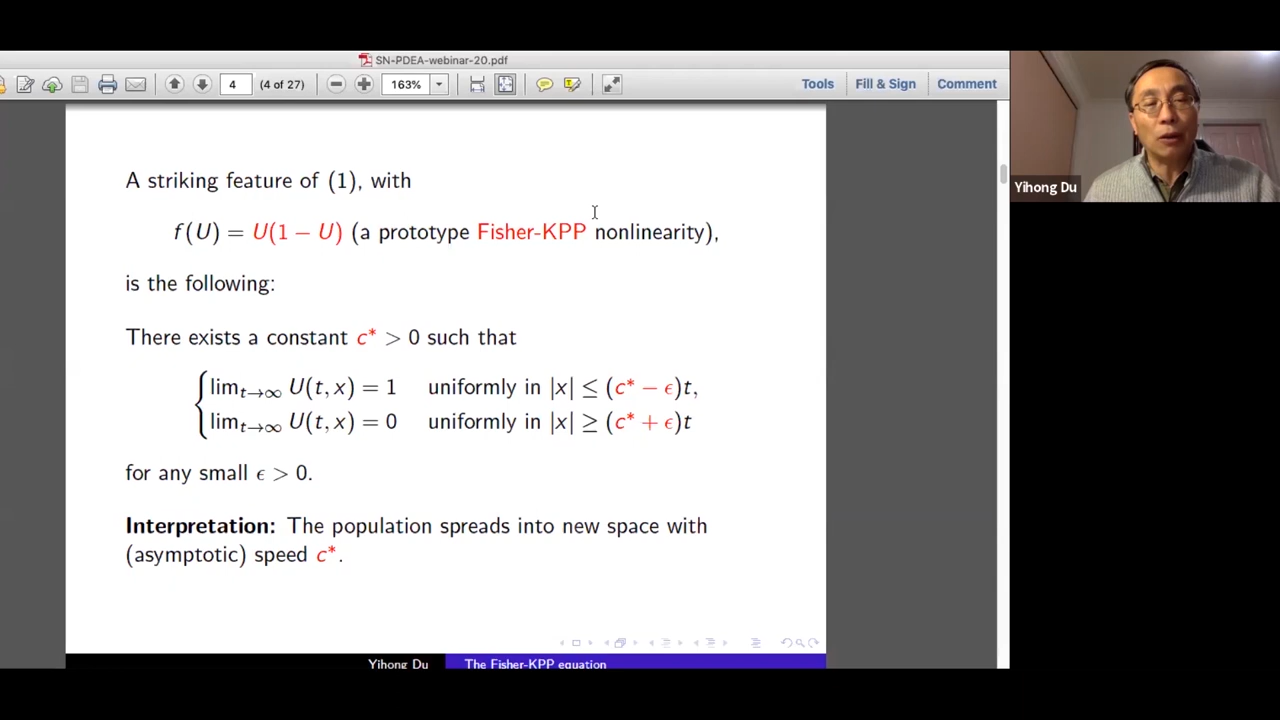 SN-PDEA-webinar-20.pdf
4 (4 of 27) 163% Tools Fill & Sign Comment
A striking feature of (1), with
f(U) = U(1 − U) (a prototype Fisher-KPP nonlinearity),
is the following:
There exists a constant c* > 0 such that
{lim_{t→∞} U(t, x) = 1 uniformly in |x| ≤ (c* − ϵ)t,
lim_{t→∞} U(t, x) = 0 uniformly in |x| ≥ (c* + ϵ)t
for any small ϵ > 0.
Interpretation: The population spreads into new space with
(asymptotic) speed c*.
Yihong Du The Fisher-KPP equation
Yihong Du